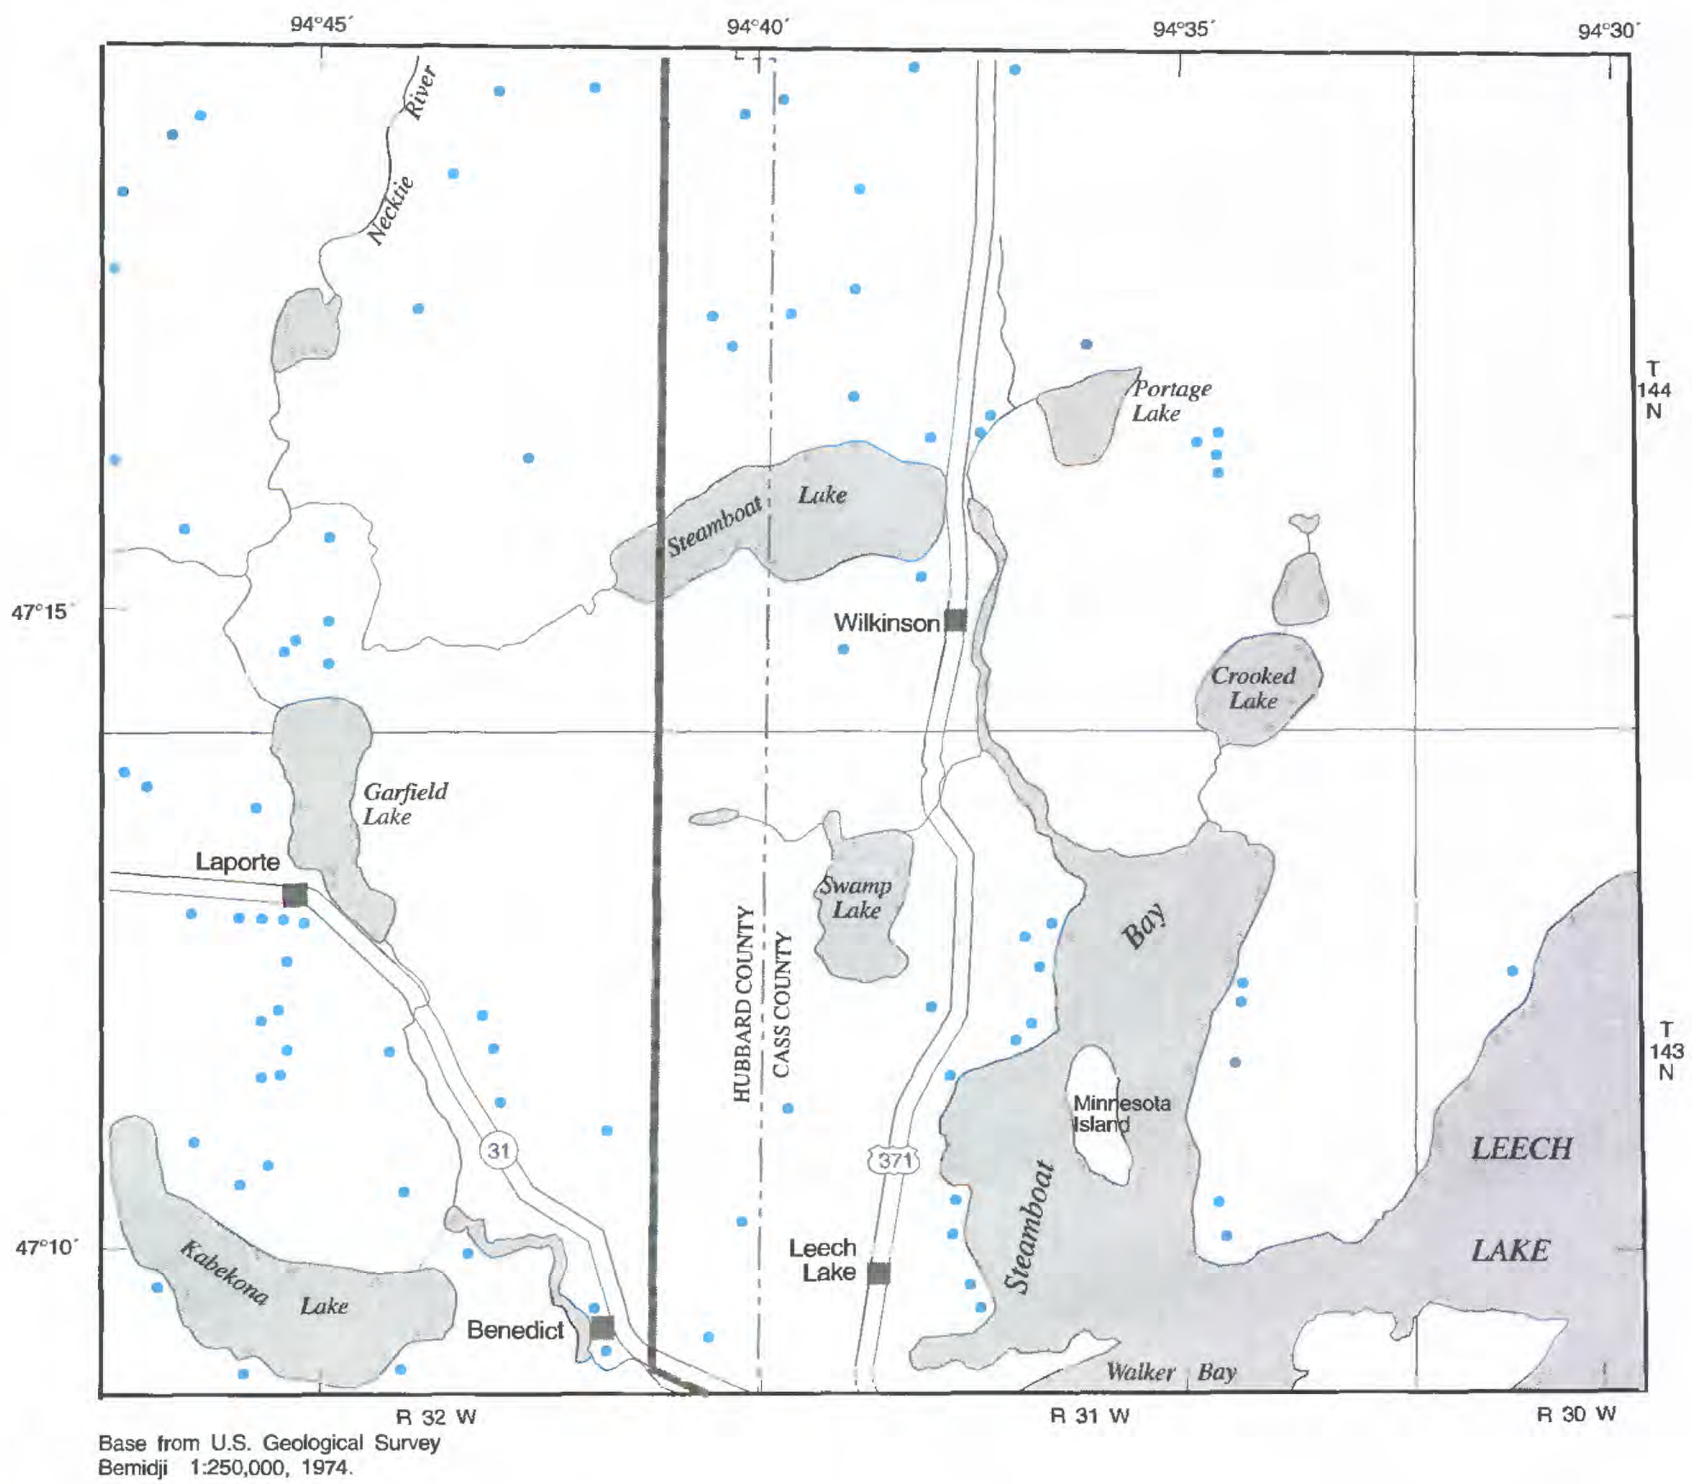 94°45´
94°40´
94°35´
94°30´
River
Necktie
T
144
N
Portage
Lake
Steamboat Lake
47°15´
Wilkinson
Crooked
Lake
Garfield
Lake
Laporte
Swamp
Lake
Bay
HUBBARD COUNTY
CASS COUNTY
T
143
N
Minnesota
Island
31
371
LEECH
LAKE
Steamboat
47°10´
Kabekona Lake
Leech
Lake
Benedict
Walker Bay
R 32 W
R 31 W
R 30 W
Base from U.S. Geological Survey
Bemidji 1:250,000, 1974.